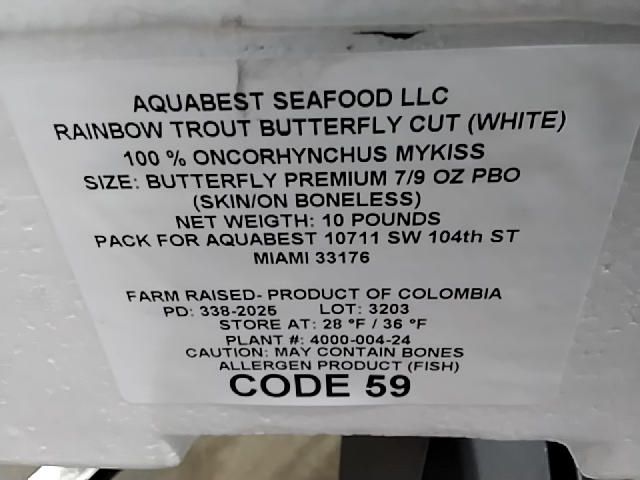 AQUABEST SEAFOOD LLC
RAINBOW TROUT BUTTERFLY CUT (WHITE)
100 % ONCORHYNCHUS MYKISS
SIZE: BUTTERFLY PREMIUM 7/9 OZ PBO
(SKIN/ON BONELESS)
NET WEIGTH: 10 POUNDS
PACK FOR AQUABEST 10711 SW 104th ST
MIAMI 33176
FARM RAISED- PRODUCT OF COLOMBIA
PD: 338-2025 LOT: 3203
STORE AT: 28 °F / 36 °F
PLANT #: 4000-004-24
CAUTION: MAY CONTAIN BONES
ALLERGEN PRODUCT (FISH)
CODE 59